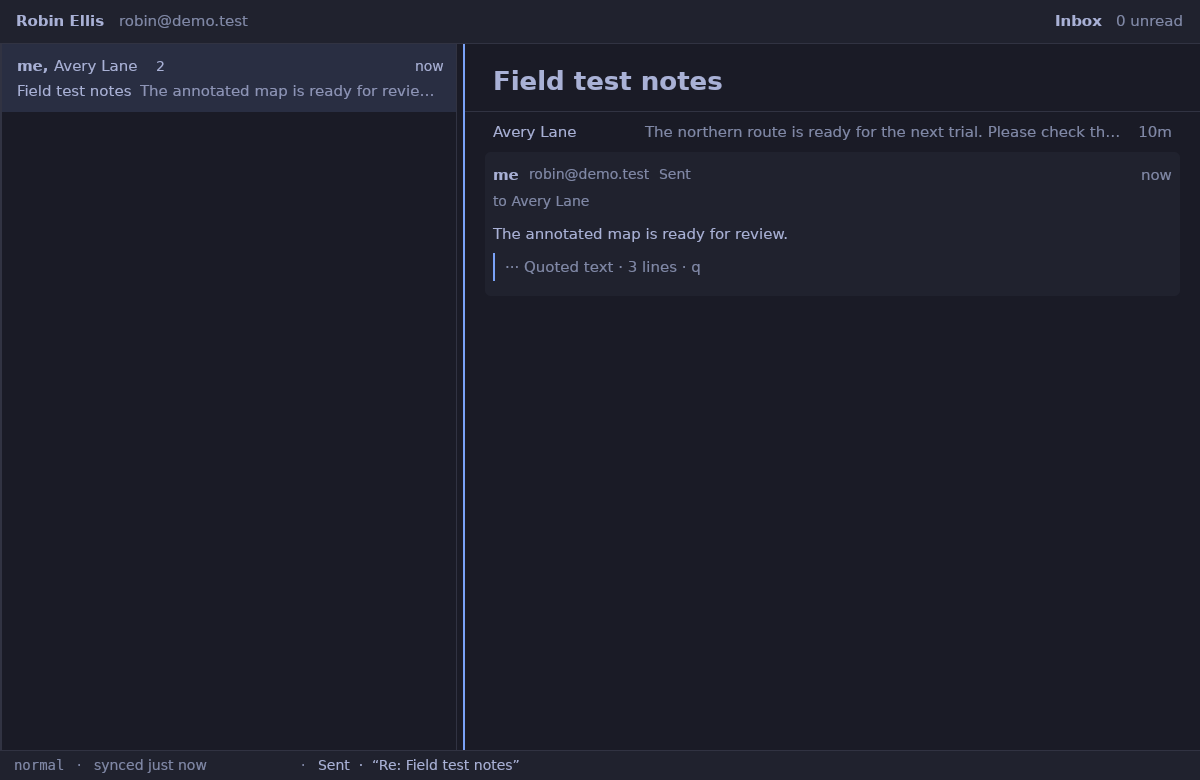 Robin Ellis robin@demo.test
Inbox 0 unread
me, Avery Lane 2 now
Field test notes The annotated map is ready for revie…
Field test notes
Avery Lane The northern route is ready for the next trial. Please check th… 10m
me robin@demo.test Sent now
to Avery Lane
The annotated map is ready for review.
··· Quoted text · 3 lines · q
normal · synced just now · Sent · “Re: Field test notes”